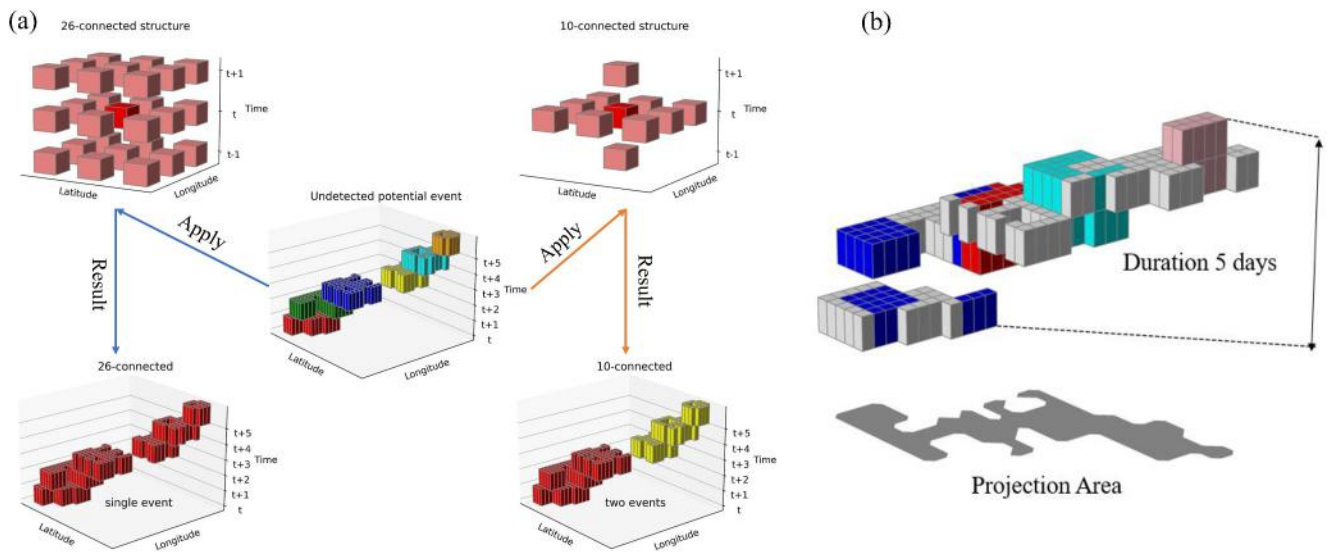 (a)
26-connected structure
t+1
t
Time
t-1
Latitude
Longitude
10-connected structure
t+1
t
Time
t-1
Latitude
Longitude
Undetected potential event
t+5
t+4
t+3
Time
t+2
t+1
t
Latitude
Longitude
Apply
Apply
Result
Result
26-connected
t+5
t+4
t+3
Time
t+2
t+1
t
single event
Latitude
Longitude
10-connected
t+5
t+4
t+3
Time
t+2
t+1
t
two events
Latitude
Longitude
(b)
Duration 5 days
Projection Area